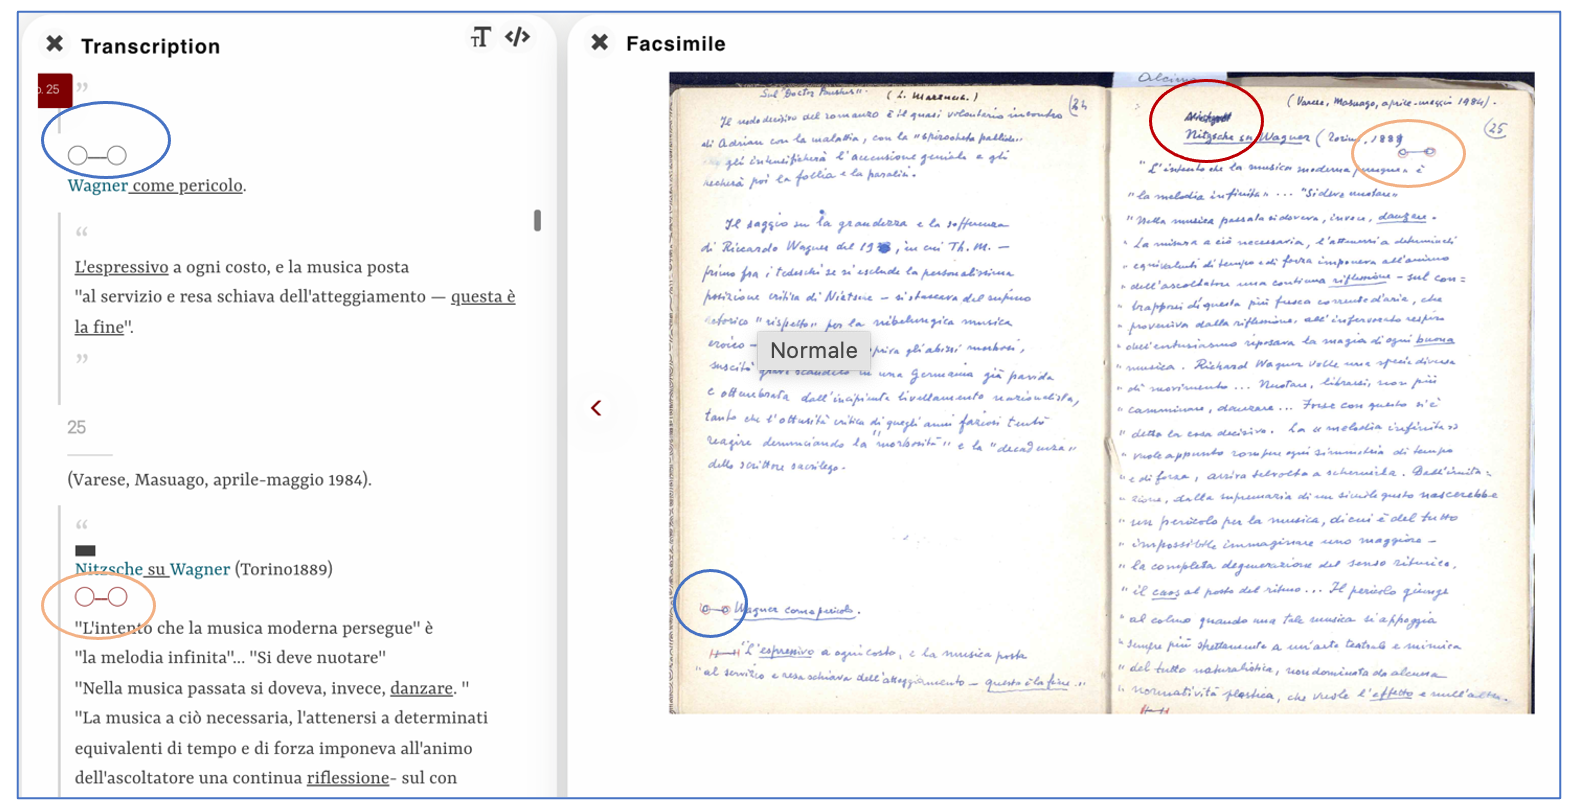 Transcription
p. 25
”
Wagner come pericolo.
“
L'espressivo a ogni costo, e la musica posta
"al servizio e resa schiava dell'atteggiamento — questa è
la fine".
”
25
(Varese, Masuago, aprile-maggio 1984).
“
Nitzsche su Wagner (Torino1889)
"L'intento che la musica moderna persegue" è
"la melodia infinita"... "Si deve nuotare"
"Nella musica passata si doveva, invece, danzare. "
"La musica a ciò necessaria, l'attenersi a determinati
equivalenti di tempo e di forza imponeva all'animo
dell'ascoltatore una continua riflessione- sul con
Facsimile
Sul "Doctor Faustus". (L. Mazzucchi.)
24
Il nodo decisivo del romanzo è il quasi volontario incontro
di Adrian con la malattia, con la "spirocheta pallida"
gli intensificherà l'accensione geniale e gli
recherà poi la follia e la paralisi.
Il saggio su la grandezza e la sofferenza
di Riccardo Wagner del 19, in cui Th. M. —
primo fra i tedeschi se si esclude la personalissima
posizione critica di Nietsche — si staccava dal supino
retorico "rispetto" per la nibelungica musica
eroico — gli abissi morbosi,
suscitò grave scandalo in una Germania già pavida
e ottenebrata dall'incipiente livellamento nazionalista,
tanto che l'ottusità critica di quegli anni faziosi tentò
reagire denunciando la "morbosità" e la "decadenza"
dello scrittore sacrilego.
Normale
Wagner come pericolo.
"L'espressivo a ogni costo, e la musica posta
"al servizio e resa schiava dell'atteggiamento — questa è la fine".
Alcina
(Varese, Masuago, aprile-maggio 1984).
25
Nitzsche su Wagner (Torino, 1889
"L'intento che la musica moderna persegue" è
"la melodia infinita" ... "Si deve nuotare"
"Nella musica passata si doveva, invece, danzare.
"La misura a ciò necessaria, l'attenersi a determinati
"equivalenti di tempo e di forza imponeva all'animo
"dell'ascoltatore una continua riflessione - sul con=
"trapporsi di questa più fresca corrente d'aria, che
"proveniva dalla riflessione, all'infervorato respiro
"dell'entusiasmo riposava la magia di ogni buona
"musica. Richard Wagner volle una specie diversa
"di movimento ... Nuotare, librarsi, non più
"camminare, danzare ... Forse con questo si è
"detta la cosa decisiva. La "melodia infinita"
"vuole appunto rompere ogni simmetria di tempo
"e di forza, arriva talvolta a schernirla. Dall'imita=
"zione, dalla supremazia di un simile gusto nascerebbe
"un pericolo per la musica, di cui è del tutto
"impossibile immaginare uno maggiore —
"la completa degenerazione del senso ritmico,
"il caos al posto del ritmo ... Il pericolo giunge
"al colmo quando una tale musica si appoggia
"sempre più strettamente a un'arte teatrale e mimica
"del tutto naturalistica, non dominata da alcuna
"normatività plastica, che vuole l'effetto e null'altro.